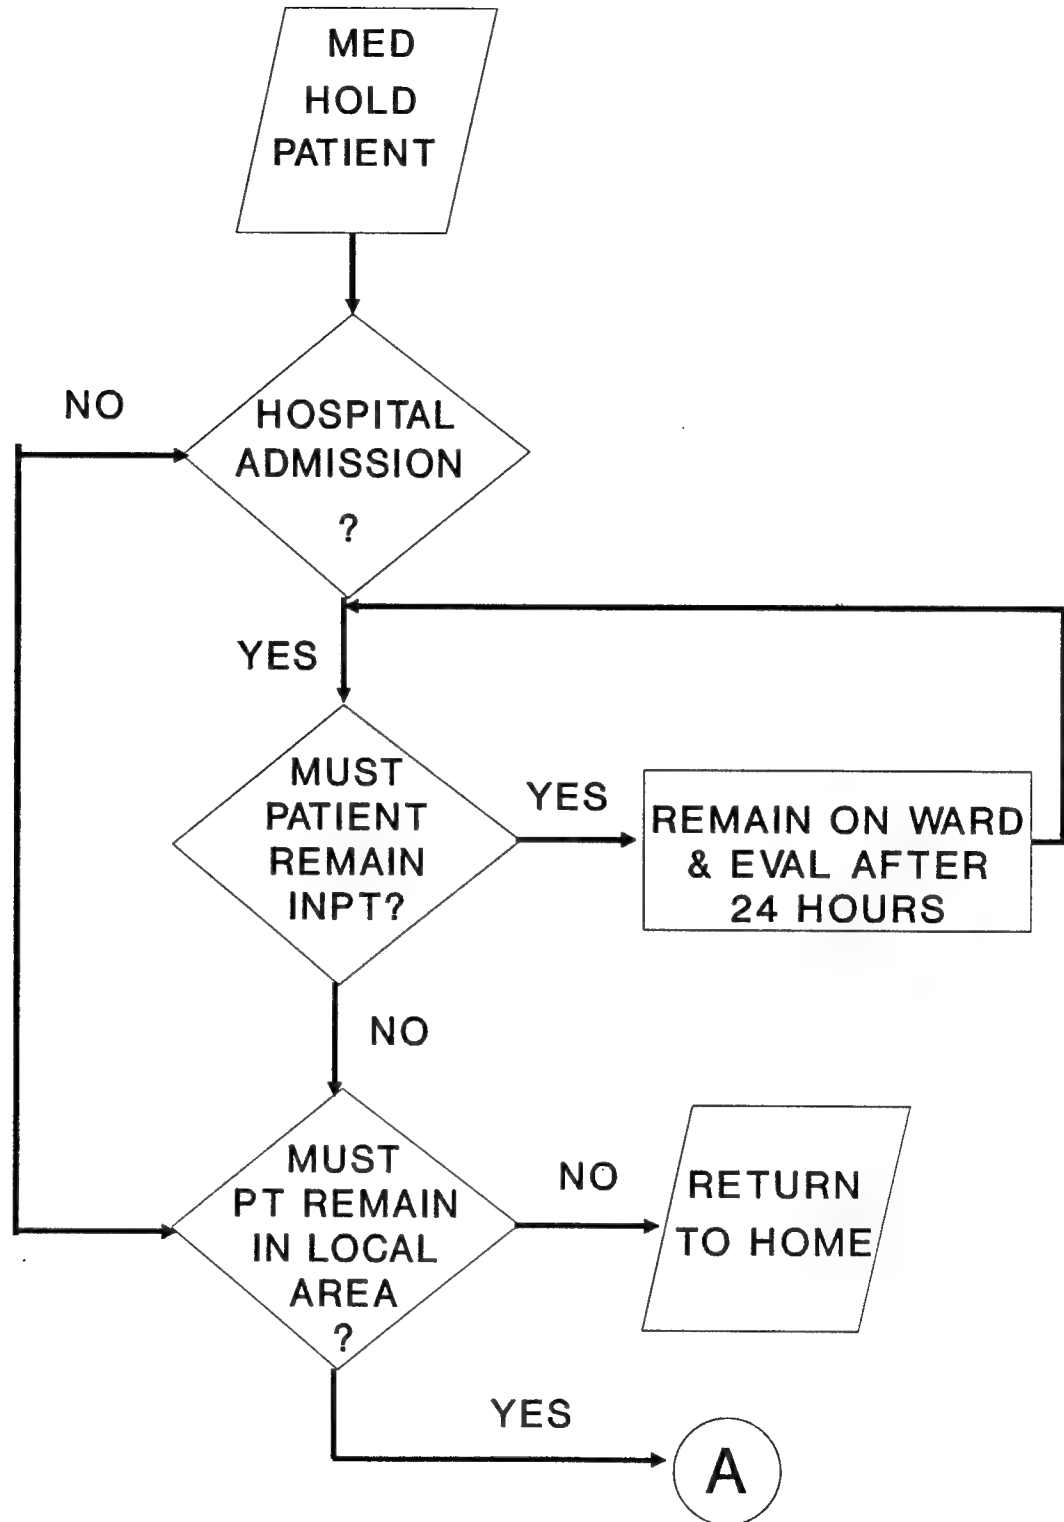 MED
HOLD
PATIENT
NO
HOSPITAL
ADMISSION
?
YES
MUST
PATIENT
REMAIN
INPT?
YES
REMAIN ON WARD
& EVAL AFTER
24 HOURS
NO
MUST
PT REMAIN
IN LOCAL
AREA
?
NO
RETURN
TO HOME
YES
A